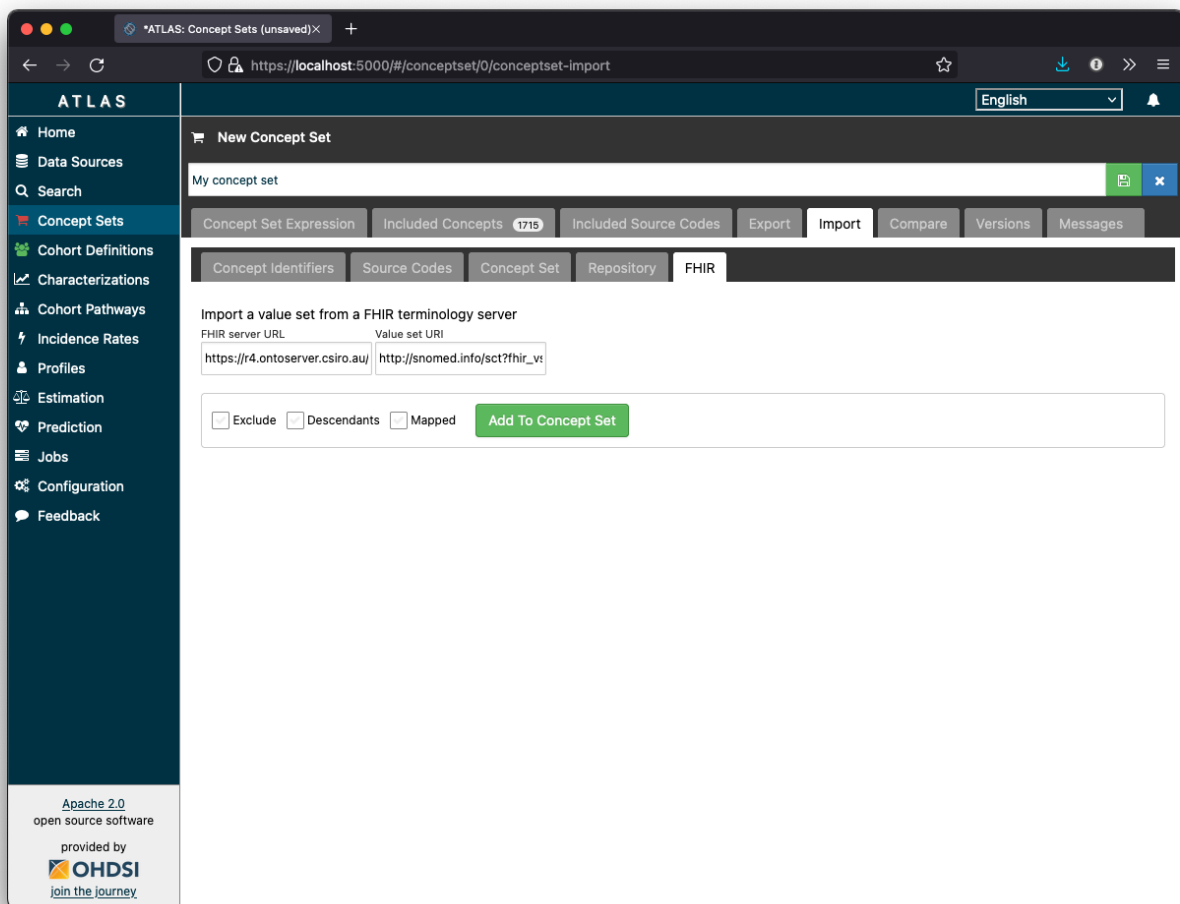 *ATLAS: Concept Sets (unsaved)
https://localhost:5000/#/conceptset/0/conceptset-import
ATLAS
English
Home
Data Sources
Search
Concept Sets
Cohort Definitions
Characterizations
Cohort Pathways
Incidence Rates
Profiles
Estimation
Prediction
Jobs
Configuration
Feedback
New Concept Set
My concept set
Concept Set Expression Included Concepts 1715 Included Source Codes Export Import Compare Versions Messages
Concept Identifiers Source Codes Concept Set Repository FHIR
Import a value set from a FHIR terminology server
FHIR server URL Value set URI
https://r4.ontoserver.csiro.au/ http://snomed.info/sct?fhir_vs
Exclude Descendants Mapped Add To Concept Set
Apache 2.0
open source software
provided by
OHDSI
join the journey